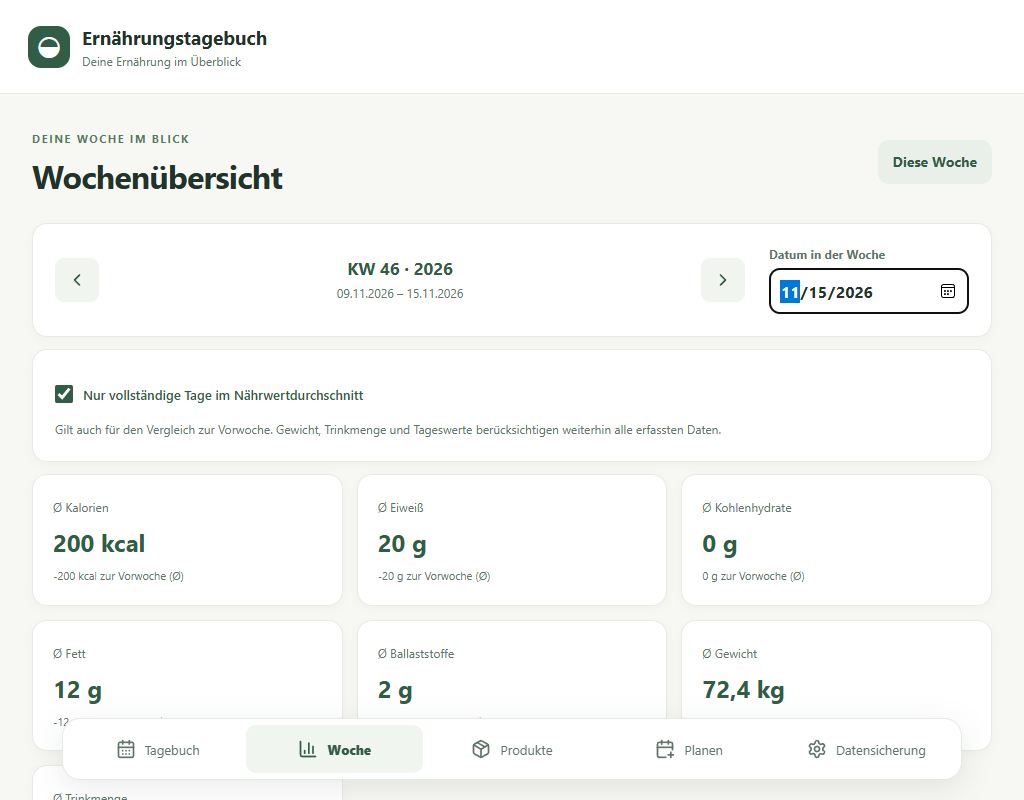 Ernährungstagebuch
Deine Ernährung im Überblick
DEINE WOCHE IM BLICK
Wochenübersicht
Diese Woche
KW 46 · 2026
09.11.2026 – 15.11.2026
Datum in der Woche
11/15/2026
Nur vollständige Tage im Nährwertdurchschnitt
Gilt auch für den Vergleich zur Vorwoche. Gewicht, Trinkmenge und Tageswerte berücksichtigen weiterhin alle erfassten Daten.
Ø Kalorien
200 kcal
-200 kcal zur Vorwoche (Ø)
Ø Eiweiß
20 g
-20 g zur Vorwoche (Ø)
Ø Kohlenhydrate
0 g
0 g zur Vorwoche (Ø)
Ø Fett
12 g
-12
Ø Ballaststoffe
2 g
Ø Gewicht
72,4 kg
Tagebuch
Woche
Produkte
Planen
Datensicherung
Ø Trinkmenge